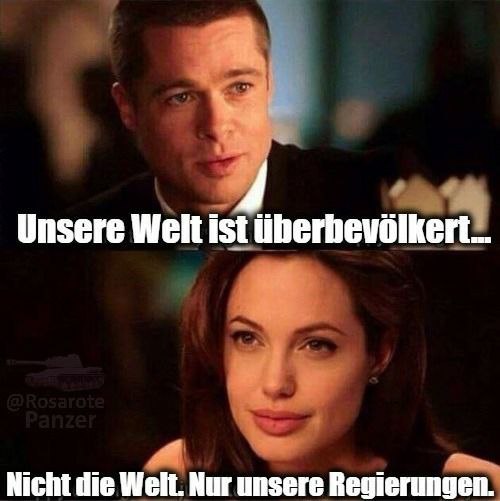 Unsere Welt ist überbevölkert...
@Rosarote
Panzer
Nicht die Welt. Nur unsere Regierungen.